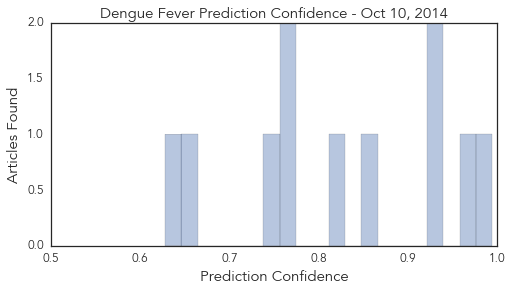 Dengue Fever Prediction Confidence - Oct 10, 2014
2.0
1.5
1.0
0.5
0.0
Articles Found
0.5 0.6 0.7 0.8 0.9 1.0
Prediction Confidence